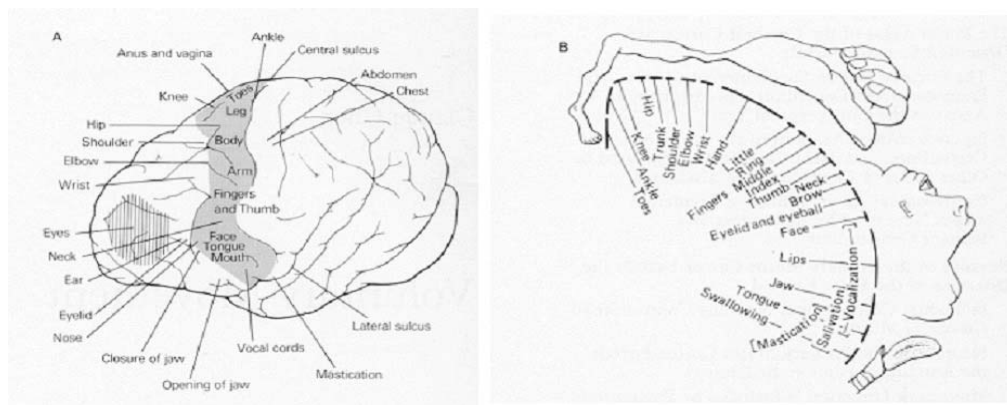 A
Ankle
Anus and vagina
Central sulcus
Abdomen
Chest
Toes
Knee
Leg
Hip
Shoulder
Body
Elbow
Arm
Wrist
Fingers
and Thumb
Eyes
Face
Neck
Tongue
Mouth
Ear
Eyelid
Nose
Lateral sulcus
Closure of jaw
Vocal cords
Mastication
Opening of jaw
B
Hip
Knee
Ankle
Toes
Trunk
Shoulder
Elbow
Wrist
Hand
Little
Ring
Middle
Index
Thumb
Fingers
Neck
Brow
Eyelid and eyeball
Face
Lips
Jaw
Tongue
Swallowing
[Mastication]
Salivation]
[Vocalization]